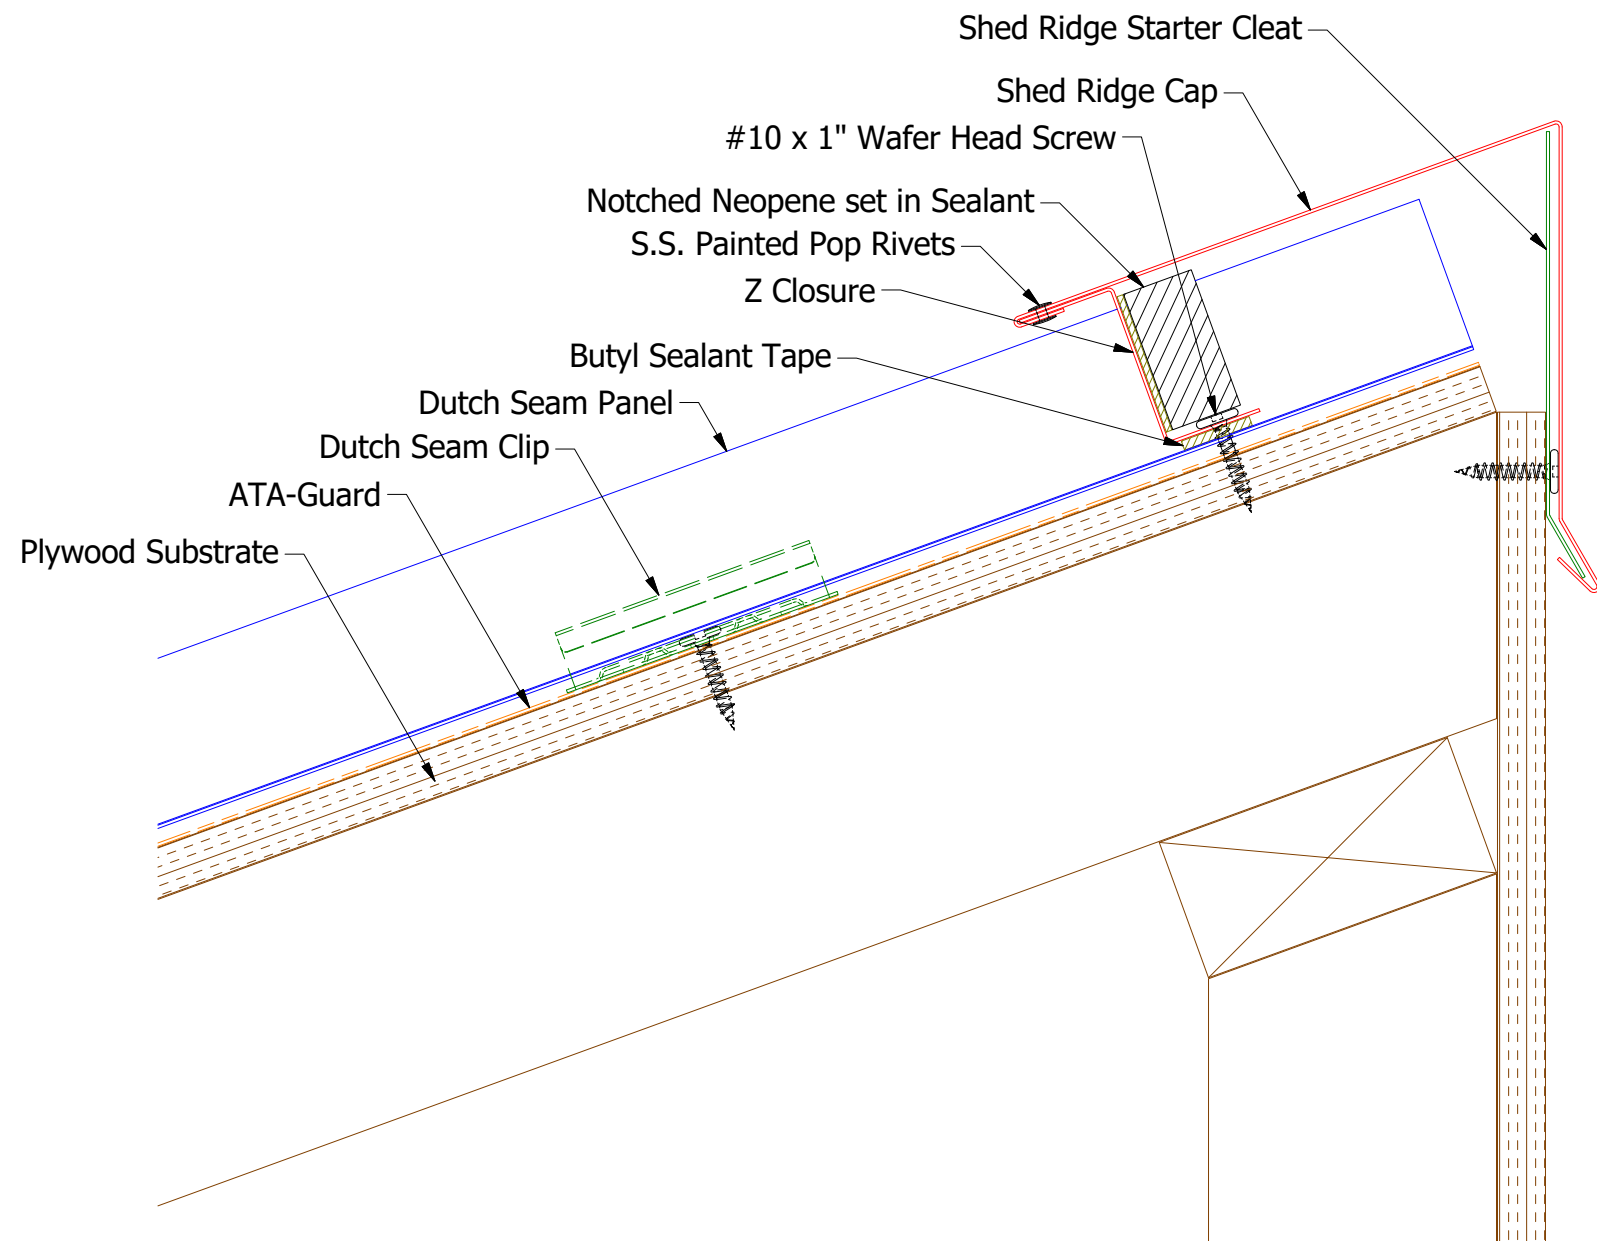 Shed Ridge Starter Cleat
Shed Ridge Cap
#10 x 1" Wafer Head Screw
Notched Neopene set in Sealant
S.S. Painted Pop Rivets
Z Closure
Butyl Sealant Tape
Dutch Seam Panel
Dutch Seam Clip
ATA-Guard
Plywood Substrate